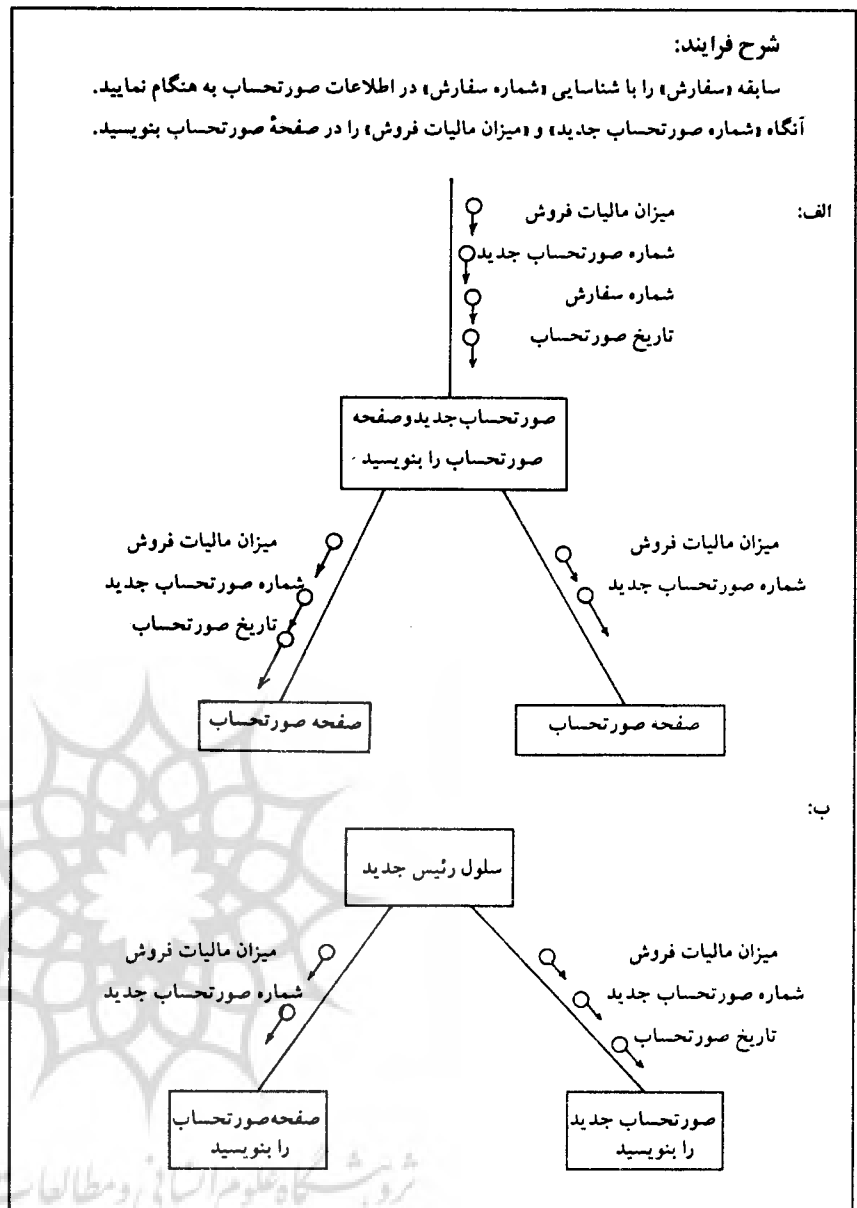 شرح فرایند:
سابقه «سفارش» را با شناسایی «شماره سفارش» در اطلاعات صورتحساب به هنگام نمایید.
آنگاه «شماره صورتحساب جدید» و «میزان مالیات فروش» را در صفحهٔ صورتحساب بنویسید.
الف:
میزان مالیات فروش
شماره صورتحساب جدید
شماره سفارش
تاریخ صورتحساب
صورتحساب جدید و صفحه
صورتحساب را بنویسید
میزان مالیات فروش
شماره صورتحساب جدید
میزان مالیات فروش
شماره صورتحساب جدید
تاریخ صورتحساب
صفحه صورتحساب
صفحه صورتحساب
ب:
سلول رئیس جدید
میزان مالیات فروش
شماره صورتحساب جدید
تاریخ صورتحساب
میزان مالیات فروش
شماره صورتحساب جدید
صورتحساب جدید
را بنویسید
صفحه صورتحساب
را بنویسید
پژوهشگاه علوم انسانی و مطالعات